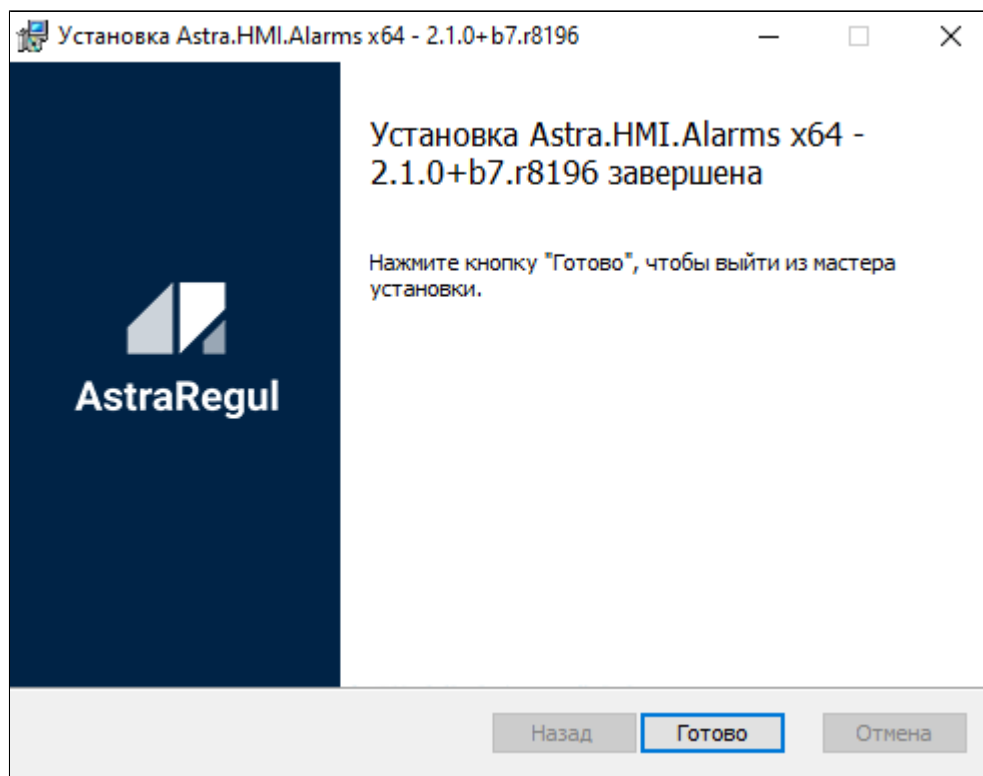 Установка Astra.HMI.Alarms x64 - 2.1.0+b7.r8196
Установка Astra.HMI.Alarms x64 -
2.1.0+b7.r8196 завершена
Нажмите кнопку "Готово", чтобы выйти из мастера
установки.
AstraRegul
Назад
Готово
Отмена